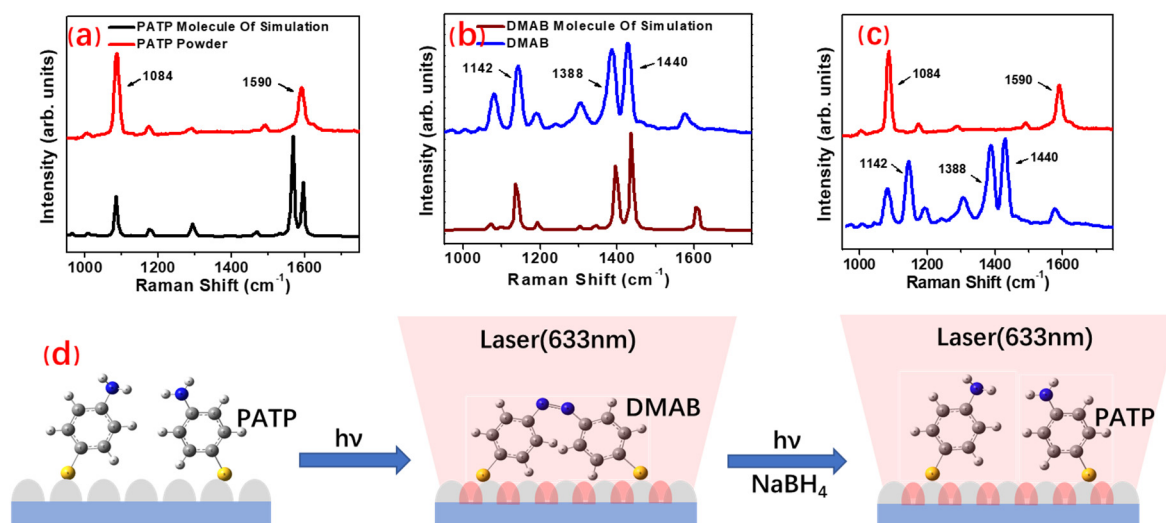 (a)
PATP Molecule Of Simulation
PATP Powder
1084
1590
Intensity (arb. units)
1000 1200 1400 1600
Raman Shift (cm⁻¹)
(b)
DMAB Molecule Of Simulation
DMAB
1142
1388
1440
Intensity (arb. units)
1000 1200 1400 1600
Raman Shift (cm⁻¹)
(c)
1084
1590
1142
1388
1440
Intensity (arb. units)
1000 1200 1400 1600
Raman Shift (cm⁻¹)
(d)
PATP
hν
Laser(633nm)
DMAB
hν
NaBH₄
Laser(633nm)
PATP